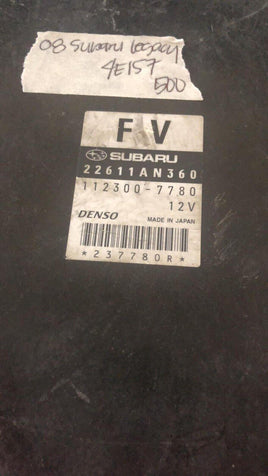 08 SUBARU Legacy
4E157
500
F V
SUBARU
22611AN360
112300-7780
12V
DENSO MADE IN JAPAN
*237780R*